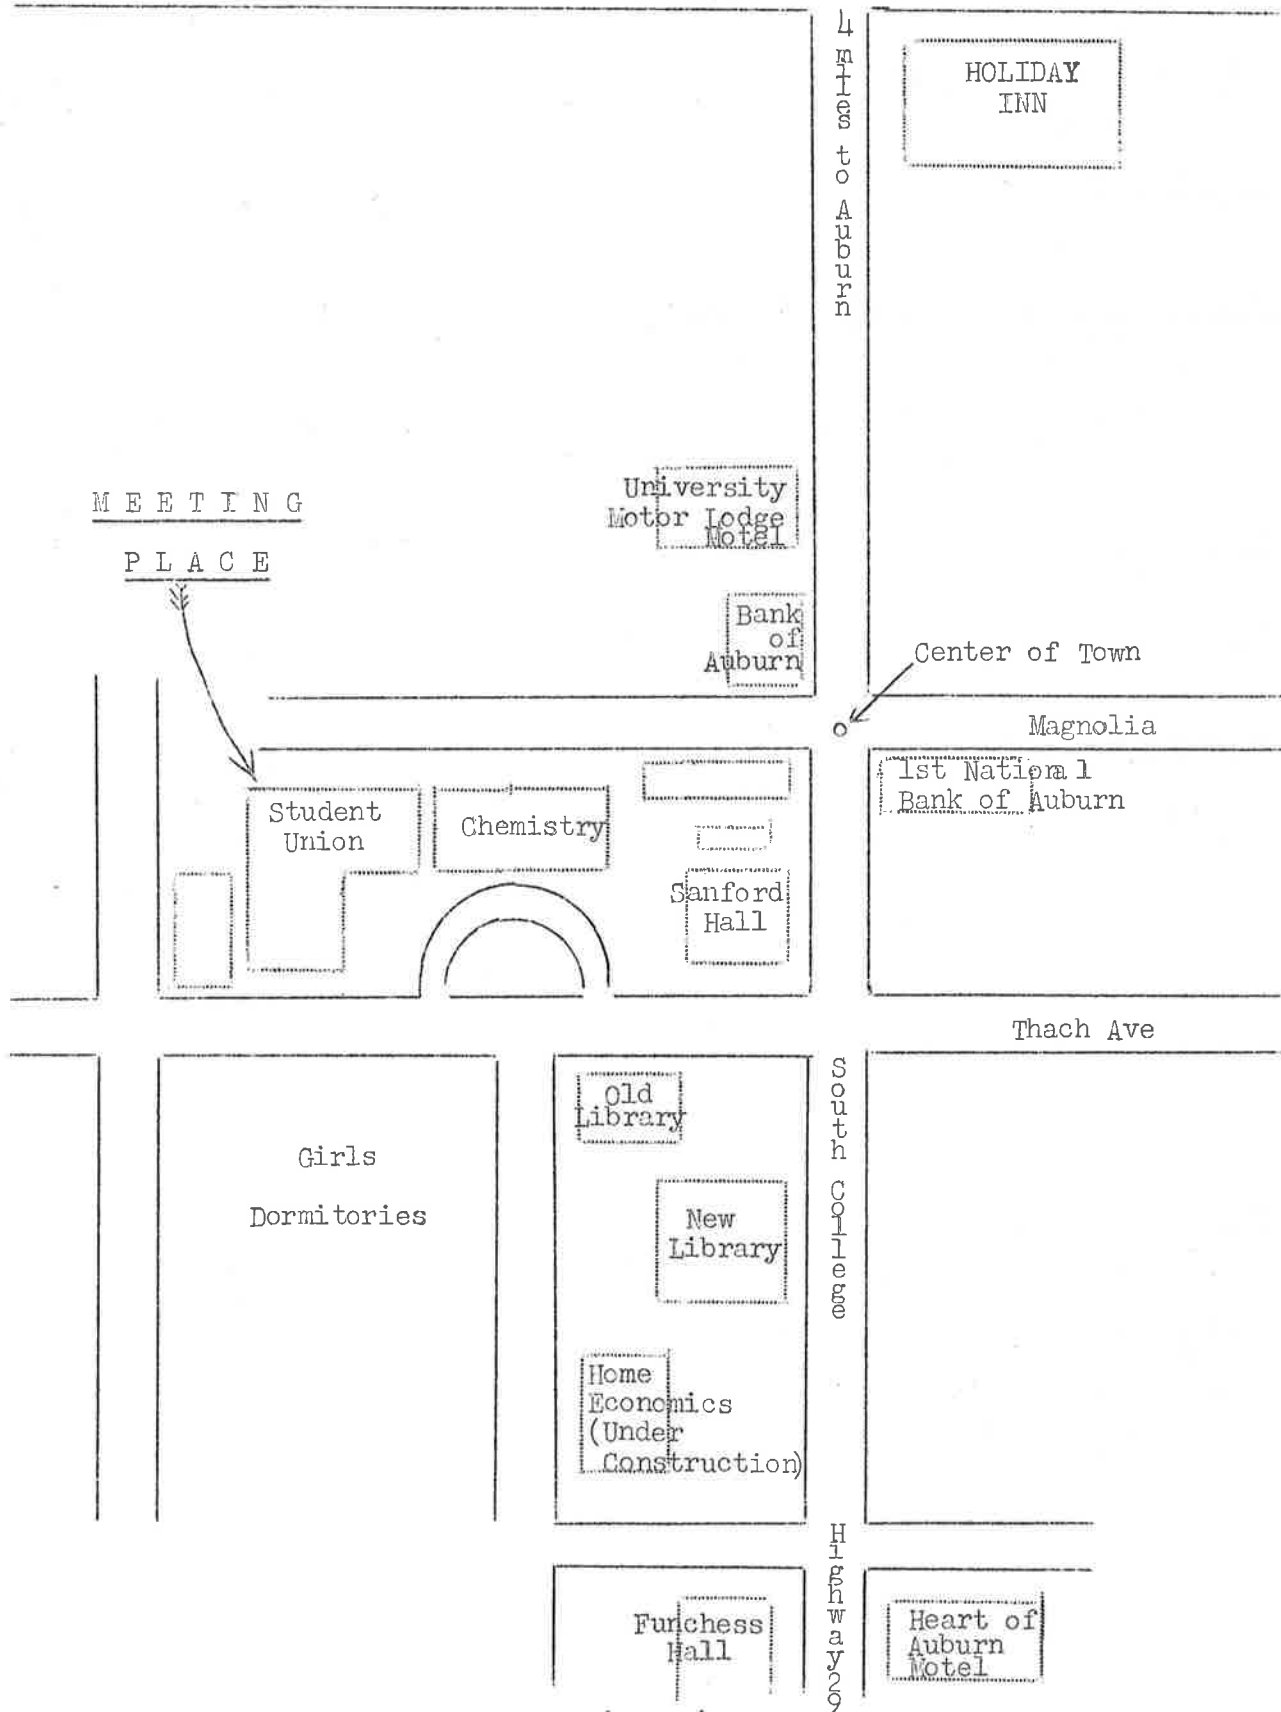 4 miles to Auburn
HOLIDAY
INN
University
Motor Lodge
Motel
M E E T I N G
P L A C E
Bank
of
Auburn
Center of Town
Magnolia
1st National
Bank of Auburn
Student
Union
Chemistry
Sanford
Hall
Thach Ave
South College
Old
Library
Girls
Dormitories
New
Library
Home
Economics
(Under
Construction)
Highway 29
Funchess
Hall
Heart of
Auburn
Motel